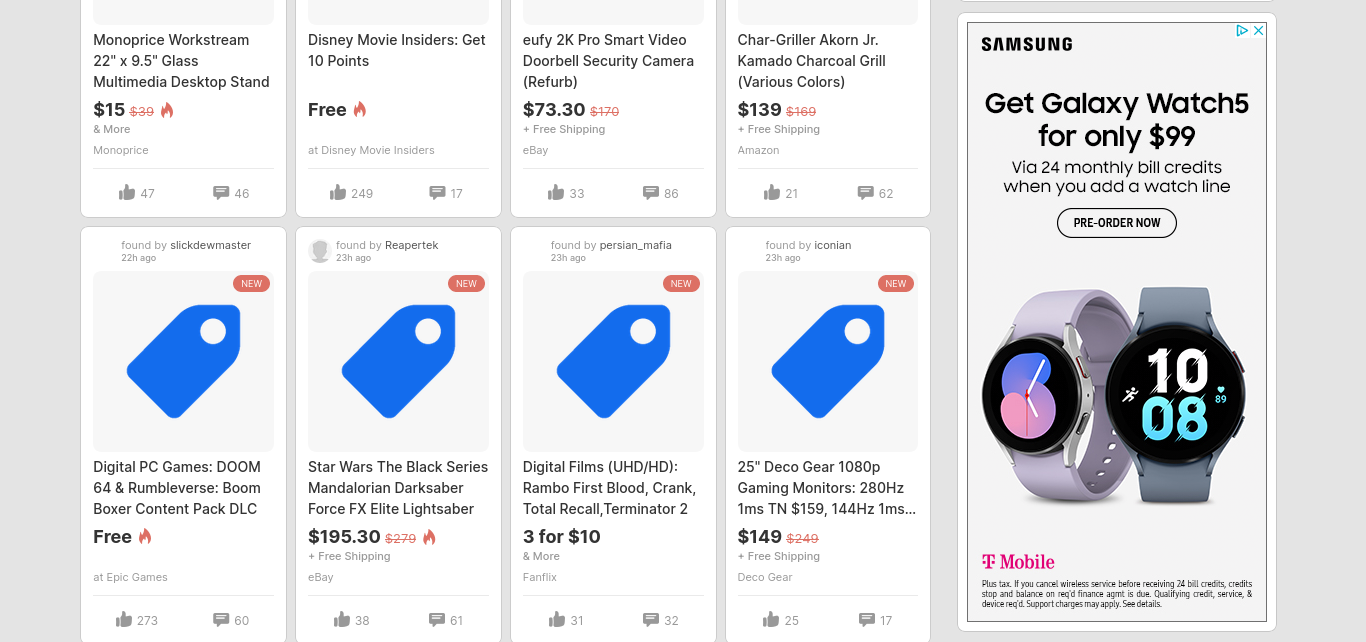 Monoprice Workstream
22" x 9.5" Glass
Multimedia Desktop Stand
$15 $39
& More
Monoprice
47 46
Disney Movie Insiders: Get
10 Points
Free
at Disney Movie Insiders
249 17
eufy 2K Pro Smart Video
Doorbell Security Camera
(Refurb)
$73.30 $170
+ Free Shipping
eBay
33 86
Char-Griller Akorn Jr.
Kamado Charcoal Grill
(Various Colors)
$139 $169
+ Free Shipping
Amazon
21 62
found by slickdewmaster
22h ago
NEW
Digital PC Games: DOOM
64 & Rumbleverse: Boom
Boxer Content Pack DLC
Free
at Epic Games
273 60
found by Reapertek
23h ago
NEW
Star Wars The Black Series
Mandalorian Darksaber
Force FX Elite Lightsaber
$195.30 $279
+ Free Shipping
eBay
38 61
found by persian_mafia
23h ago
NEW
Digital Films (UHD/HD):
Rambo First Blood, Crank,
Total Recall,Terminator 2
3 for $10
& More
Fanflix
31 32
found by iconian
23h ago
NEW
25" Deco Gear 1080p
Gaming Monitors: 280Hz
1ms TN $159, 144Hz 1ms...
$149 $249
+ Free Shipping
Deco Gear
25 17
SAMSUNG
Get Galaxy Watch5
for only $99
Via 24 monthly bill credits
when you add a watch line
PRE-ORDER NOW
10
08
89
T Mobile
Plus tax. If you cancel wireless service before receiving 24 bill credits, credits
stop and balance on req'd finance agmt is due. Qualifying credit, service, &
device req'd. Support charges may apply. See details.